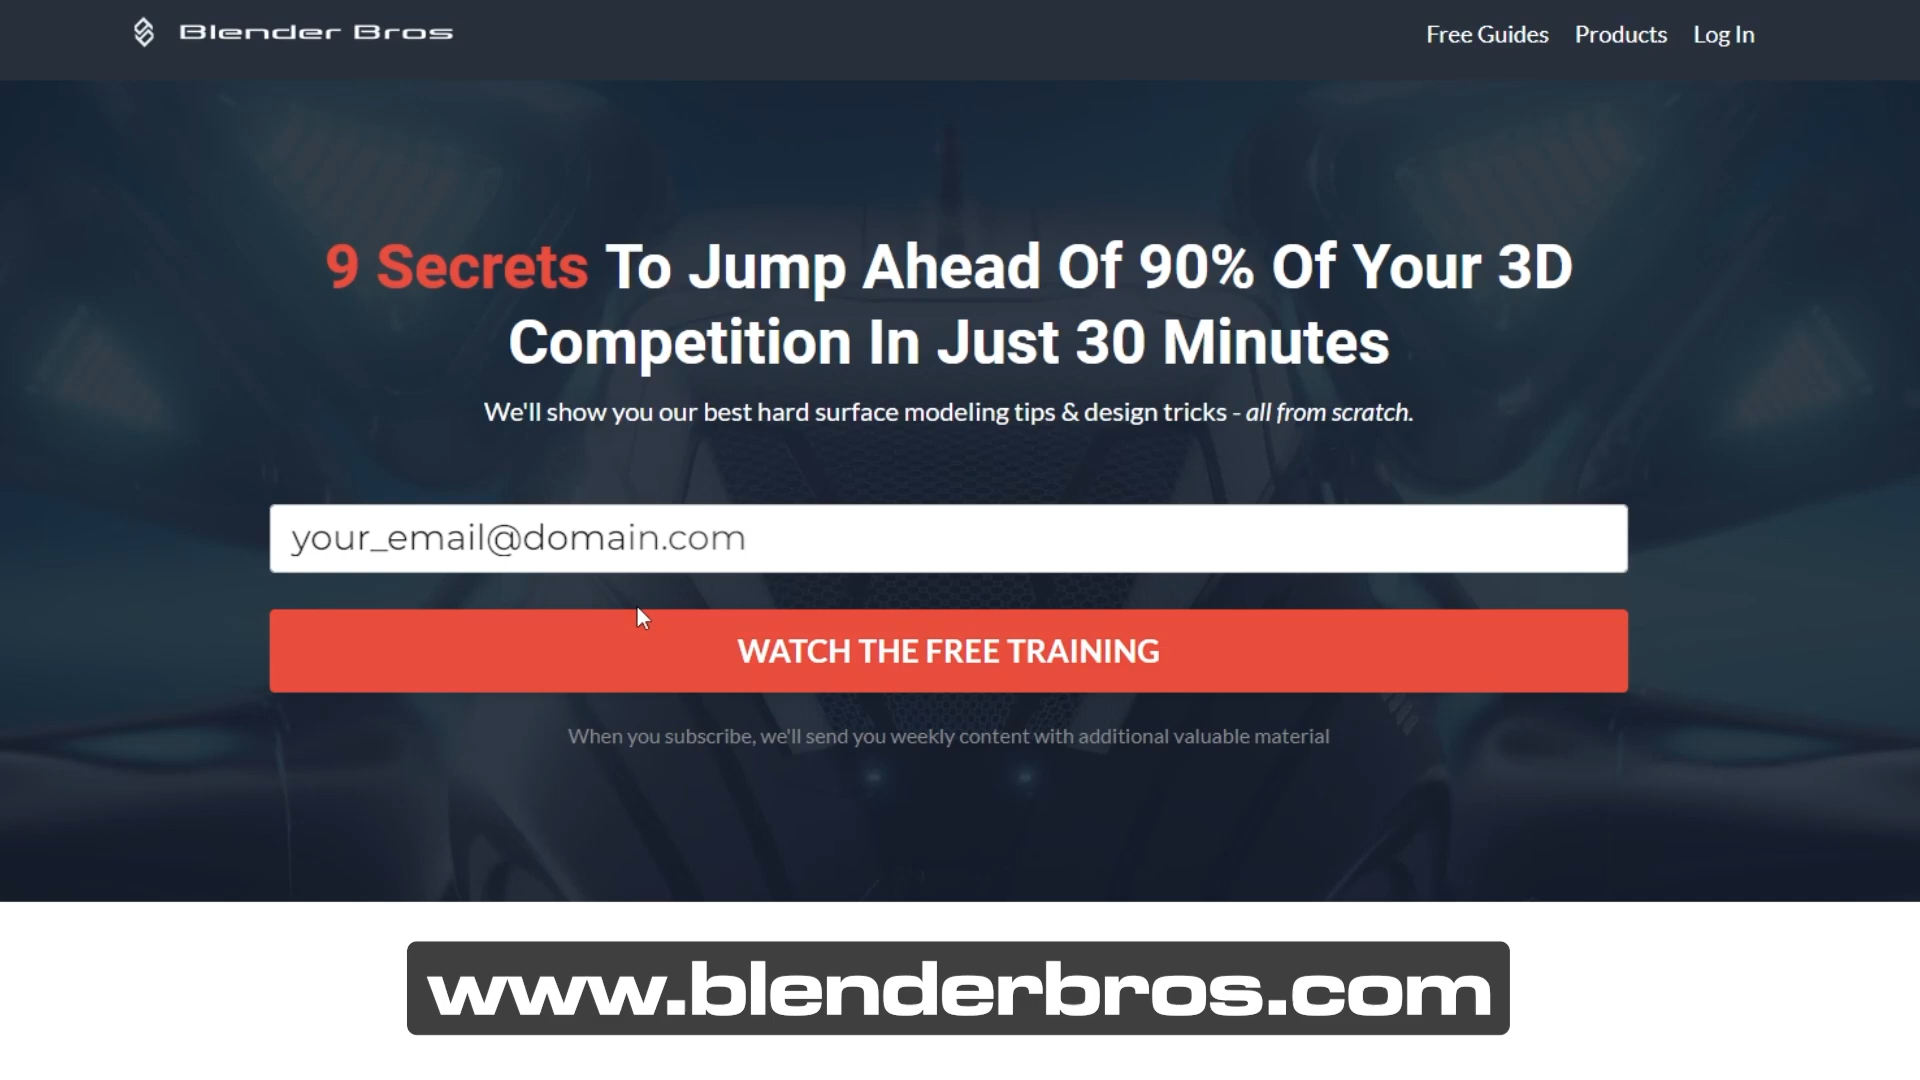 Blender Bros
Free Guides Products Log In
9 Secrets To Jump Ahead Of 90% Of Your 3D
Competition In Just 30 Minutes
We'll show you our best hard surface modeling tips & design tricks - all from scratch.
your_email@domain.com
WATCH THE FREE TRAINING
When you subscribe, we'll send you weekly content with additional valuable material
www.blenderbros.com